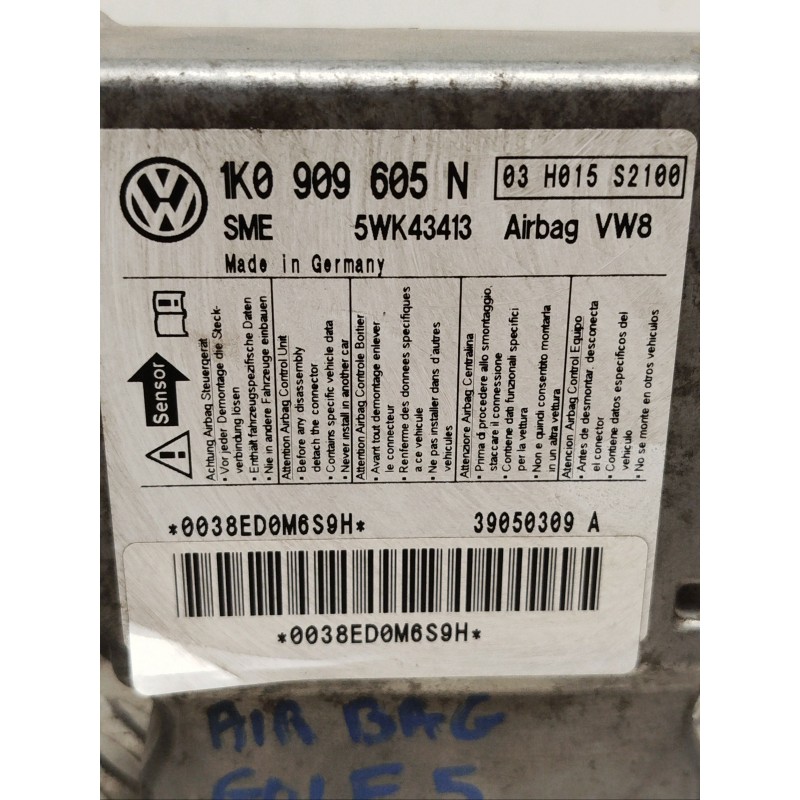 1K0 909 605 N
03 H015 S2100
SME 5WK43413 Airbag VW8
Made in Germany
Sensor
Achtung Airbag Steuergerät
• Vor jeder Demontage die Steck-
verbindung lösen
• Enthält fahrzeugspezifische Daten
• Nie in andere Fahrzeuge einbauen
Attention Airbag Control Unit
• Before any disassembly
detach the connector
• Contains specific vehicle data
• Never install in another car
Attention Airbag Controle Boitier
• Avant tout demontage enlever
le connecteur
• Renferme des donnees specifiques
a ce vehicule
• Ne pas installer dans d'autres
vehicules
Attenzione Airbag Centralina
• Prima di procedere allo smontaggio,
staccare il connessione
• Contiene dati funzionali specifici
per la vettura
• Non e quindi consentito montarla
in un altra vettura
Atencion Airbag Control Equipo
• Antes de desmontar, desconecta
el conector
• Contiene datos especificos del
vehiculo
• No se monte en otros vehiculos
*0038ED0M6S9H* 39050309 A
*0038ED0M6S9H*
AIR BAG
GOLF 5